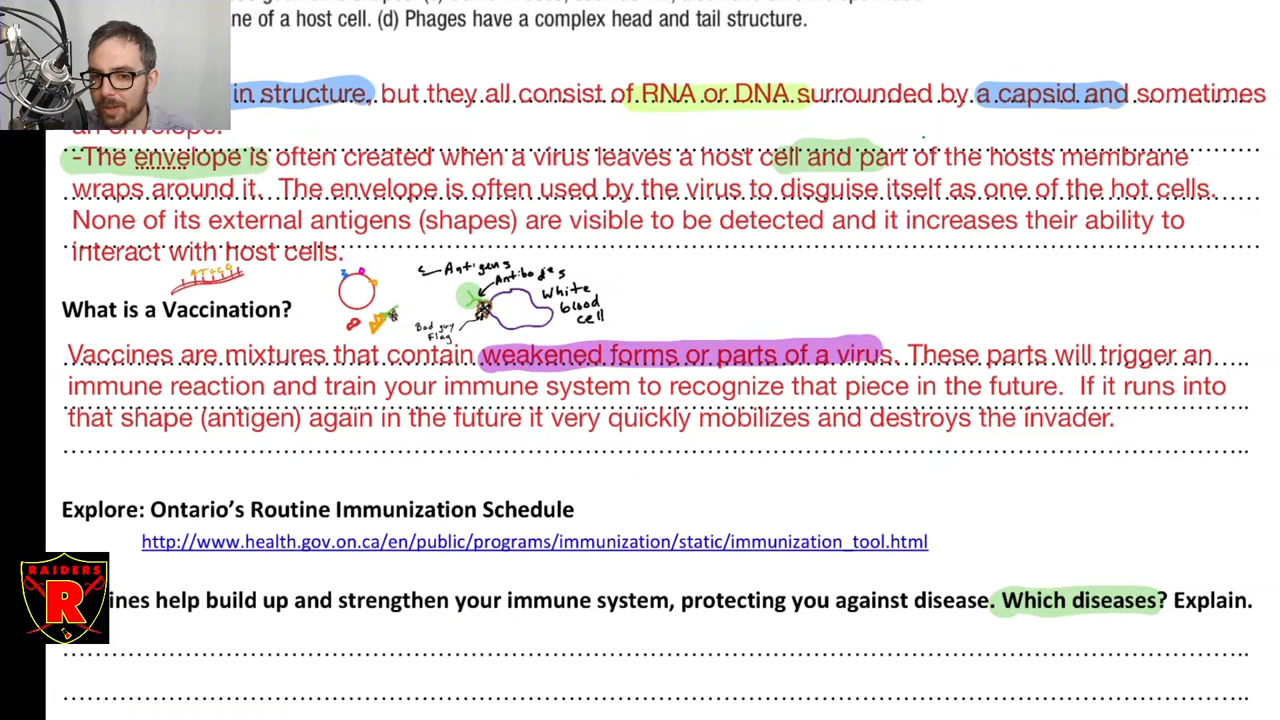 ne of a host cell. (d) Phages have a complex head and tail structure.
in structure, but they all consist of RNA or DNA surrounded by a capsid and sometimes
an envelope.
-The envelope is often created when a virus leaves a host cell and part of the hosts membrane
wraps around it. The envelope is often used by the virus to disguise itself as one of the hot cells.
None of its external antigens (shapes) are visible to be detected and it increases their ability to
interact with host cells.
Antigens
Antibodies
White
blood
cell
Bad guy
Flag
What is a Vaccination?
Vaccines are mixtures that contain weakened forms or parts of a virus. These parts will trigger an
immune reaction and train your immune system to recognize that piece in the future. If it runs into
that shape (antigen) again in the future it very quickly mobilizes and destroys the invader.
Explore: Ontario's Routine Immunization Schedule
http://www.health.gov.on.ca/en/public/programs/immunization/static/immunization_tool.html
RAIDERS
R
ines help build up and strengthen your immune system, protecting you against disease. Which diseases? Explain.